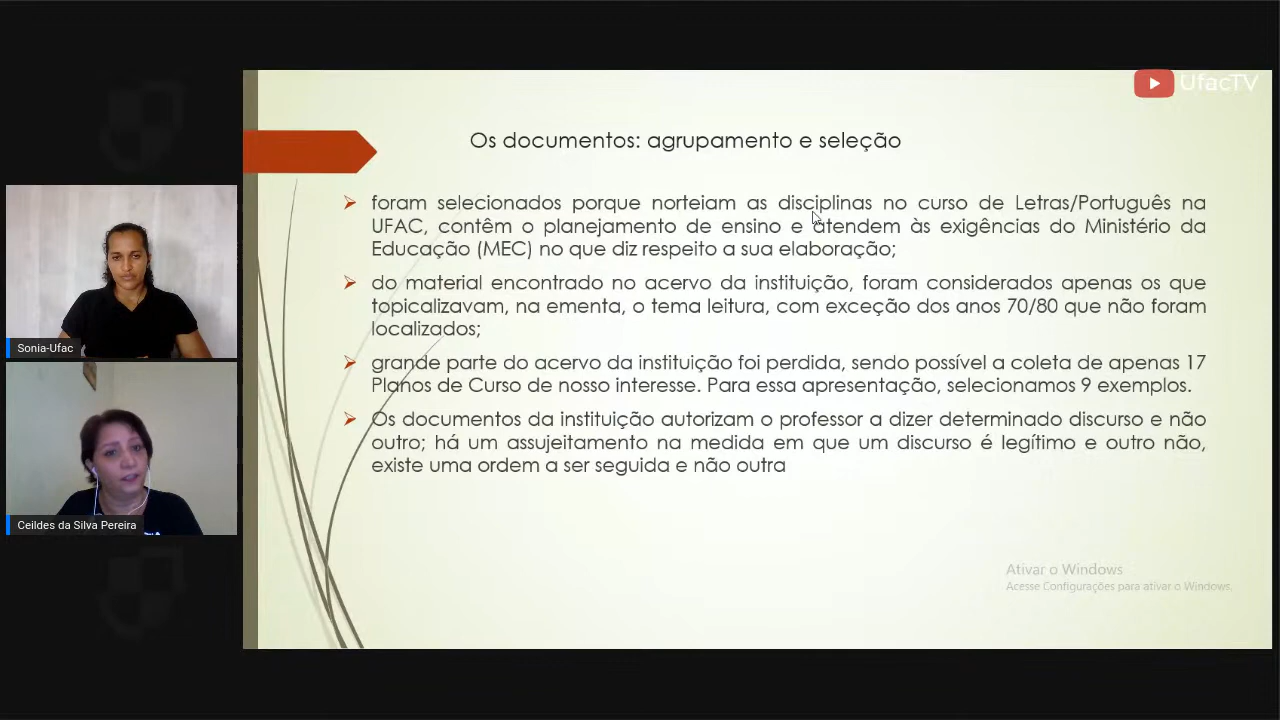 UfacTV
Os documentos: agrupamento e seleção
foram selecionados porque norteiam as disciplinas no curso de Letras/Português na
UFAC, contêm o planejamento de ensino e atendem às exigências do Ministério da
Educação (MEC) no que diz respeito a sua elaboração;
do material encontrado no acervo da instituição, foram considerados apenas os que
topicalizavam, na ementa, o tema leitura, com exceção dos anos 70/80 que não foram
localizados;
grande parte do acervo da instituição foi perdida, sendo possível a coleta de apenas 17
Planos de Curso de nosso interesse. Para essa apresentação, selecionamos 9 exemplos.
Os documentos da instituição autorizam o professor a dizer determinado discurso e não
outro; há um assujeitamento na medida em que um discurso é legítimo e outro não,
existe uma ordem a ser seguida e não outra
Sonia-Ufac
Ceildes da Silva Pereira
Ativar o Windows
Acesse Configurações para ativar o Windows.